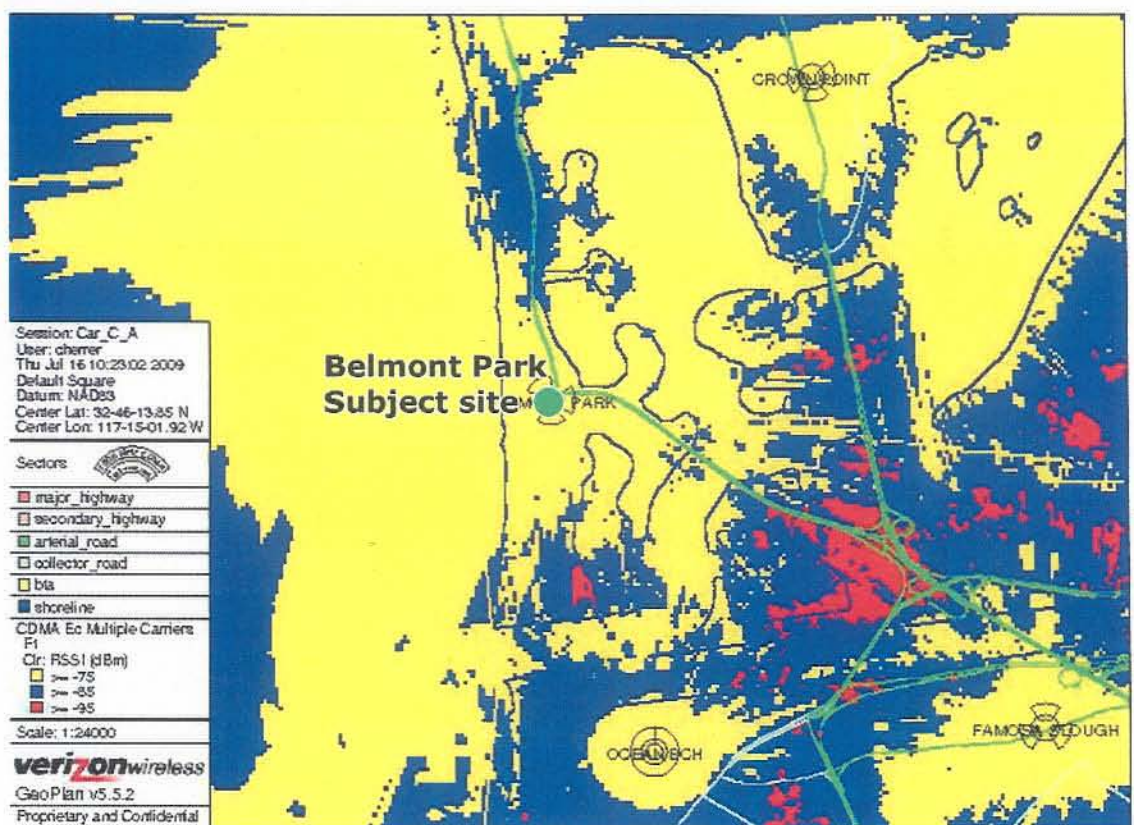 CROWN POINT
Session: Car_C_A
User: cherrer
Thu Jul 16 10:23:02 2009
Default Square
Datum: NAD83
Center Lat: 32-46-13.85 N
Center Lon: 117-15-01.92 W
Sectors
major_highway
secondary_highway
arterial_road
collector_road
bta
shoreline
CDMA Ec Multiple Carriers
F1
Clr: RSSI (dBm)
>= -75
>= -85
>= -95
Scale: 1:24000
verizonwireless
GeoPlan v5.5.2
Proprietary and Confidential
Belmont Park
Subject site
PARK
OCEAN BCH
FAMOSA SLOUGH